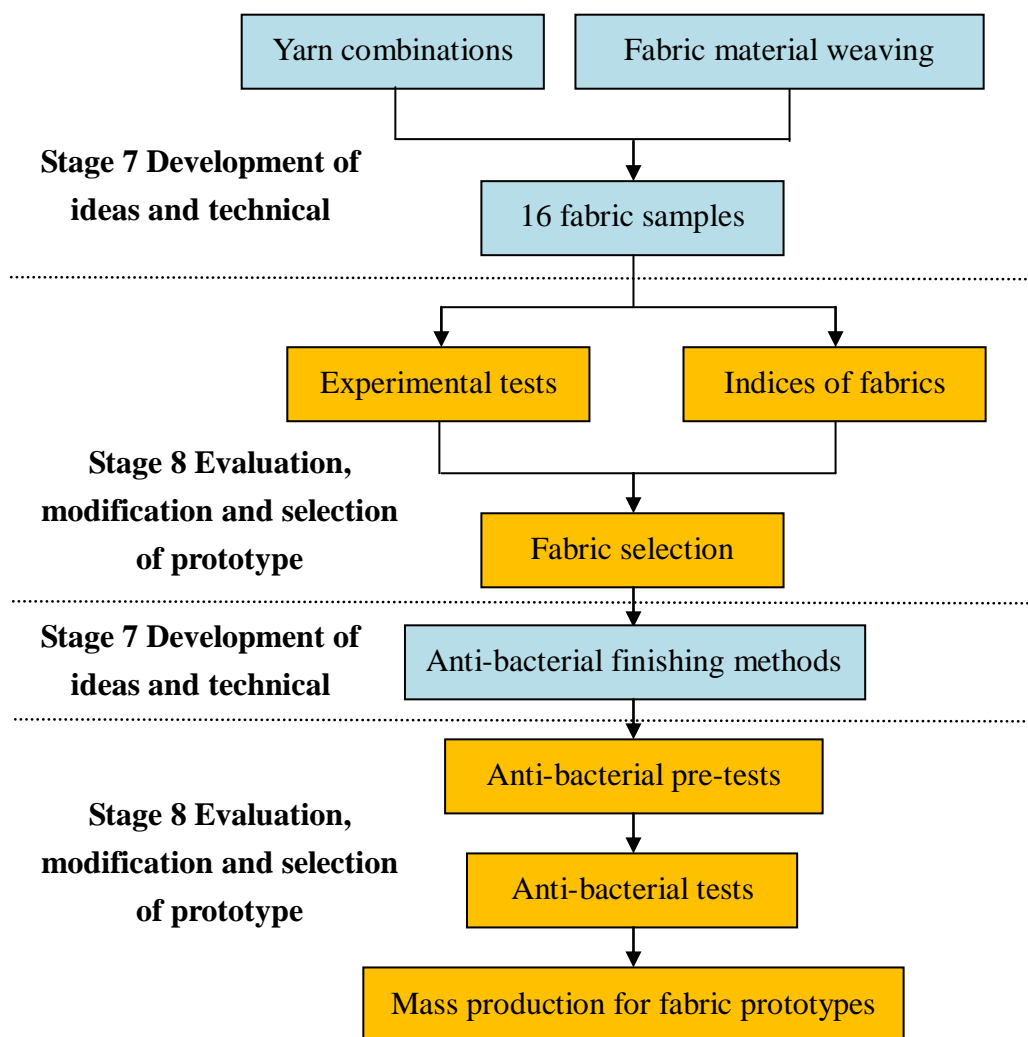 Yarn combinations
Fabric material weaving
Stage 7 Development of
ideas and technical
16 fabric samples
Experimental tests
Indices of fabrics
Stage 8 Evaluation,
modification and selection
of prototype
Fabric selection
Stage 7 Development of
ideas and technical
Anti-bacterial finishing methods
Anti-bacterial pre-tests
Stage 8 Evaluation,
modification and selection
of prototype
Anti-bacterial tests
Mass production for fabric prototypes